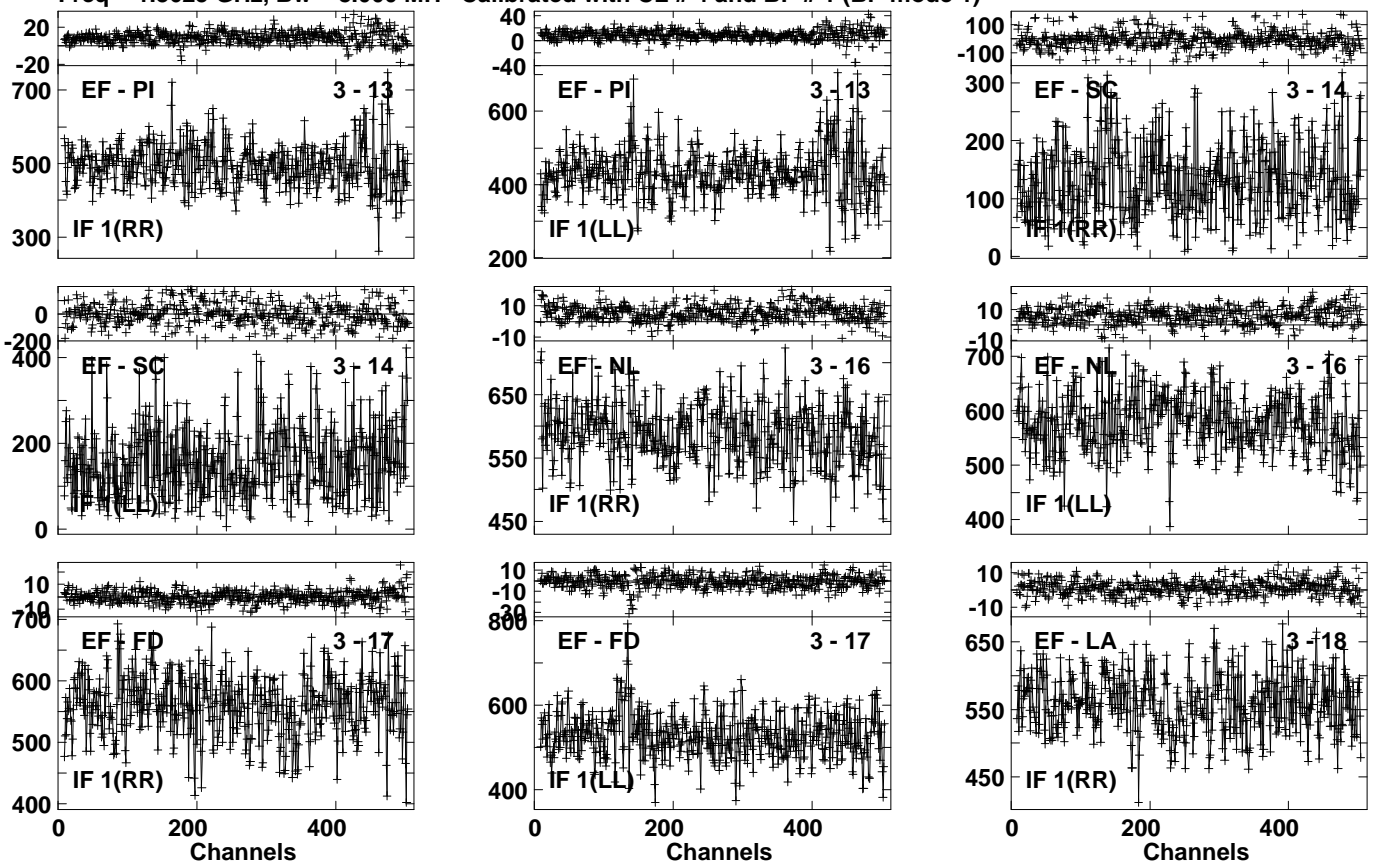 20
-20
700
500
300
EF - PI
3 - 13
IF 1(RR)
40
0
-40
600
400
200
EF - PI
3 - 13
IF 1(LL)
100
-100
300
200
100
0
EF - SC
3 - 14
IF 1(RR)
0
-200
400
200
0
EF - SC
3 - 14
IF 1(LL)
10
-10
650
550
450
EF - NL
3 - 16
IF 1(RR)
10
-10
700
600
500
400
EF - NL
3 - 16
IF 1(LL)
10
-10
700
600
500
400
EF - FD
3 - 17
IF 1(RR)
0 200 400
Channels
10
-10
-30
800
600
400
EF - FD
3 - 17
IF 1(LL)
0 200 400
Channels
10
-10
650
550
450
EF - LA
3 - 18
IF 1(RR)
0 200 400
Channels